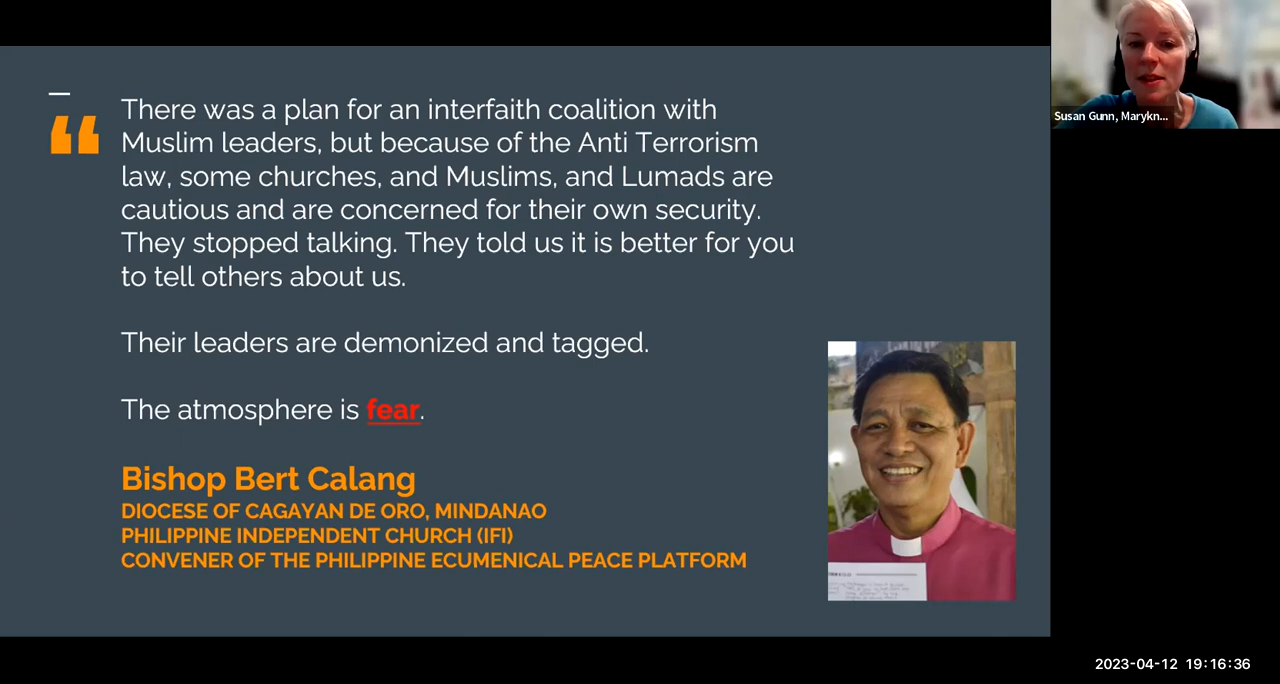 “
There was a plan for an interfaith coalition with
Muslim leaders, but because of the Anti Terrorism
law, some churches, and Muslims, and Lumads are
cautious and are concerned for their own security.
They stopped talking. They told us it is better for you
to tell others about us.
Their leaders are demonized and tagged.
The atmosphere is fear.
Bishop Bert Calang
DIOCESE OF CAGAYAN DE ORO, MINDANAO
PHILIPPINE INDEPENDENT CHURCH (IFI)
CONVENER OF THE PHILIPPINE ECUMENICAL PEACE PLATFORM
Susan Gunn, Marykn...
2023-04-12 19:16:36